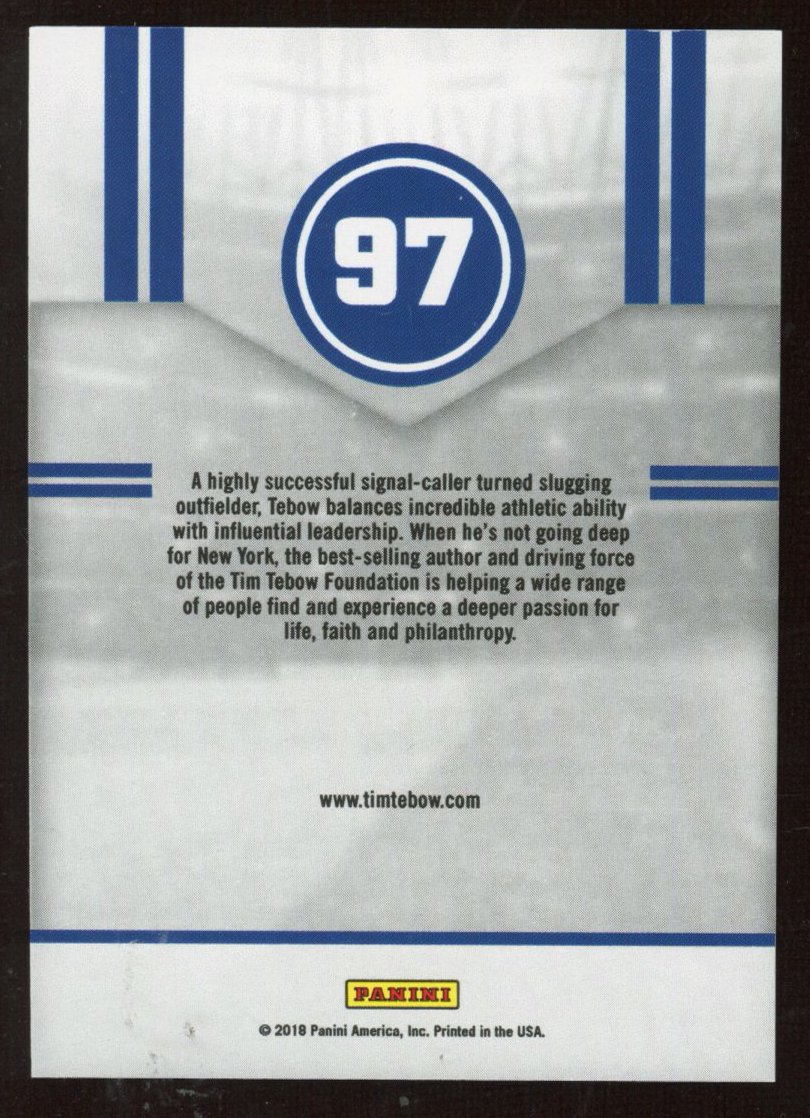 97
A highly successful signal-caller turned slugging
outfielder, Tebow balances incredible athletic ability
with influential leadership. When he's not going deep
for New York, the best-selling author and driving force
of the Tim Tebow Foundation is helping a wide range
of people find and experience a deeper passion for
life, faith and philanthropy.
www.timtebow.com
PANINI
© 2018 Panini America, Inc. Printed in the USA.